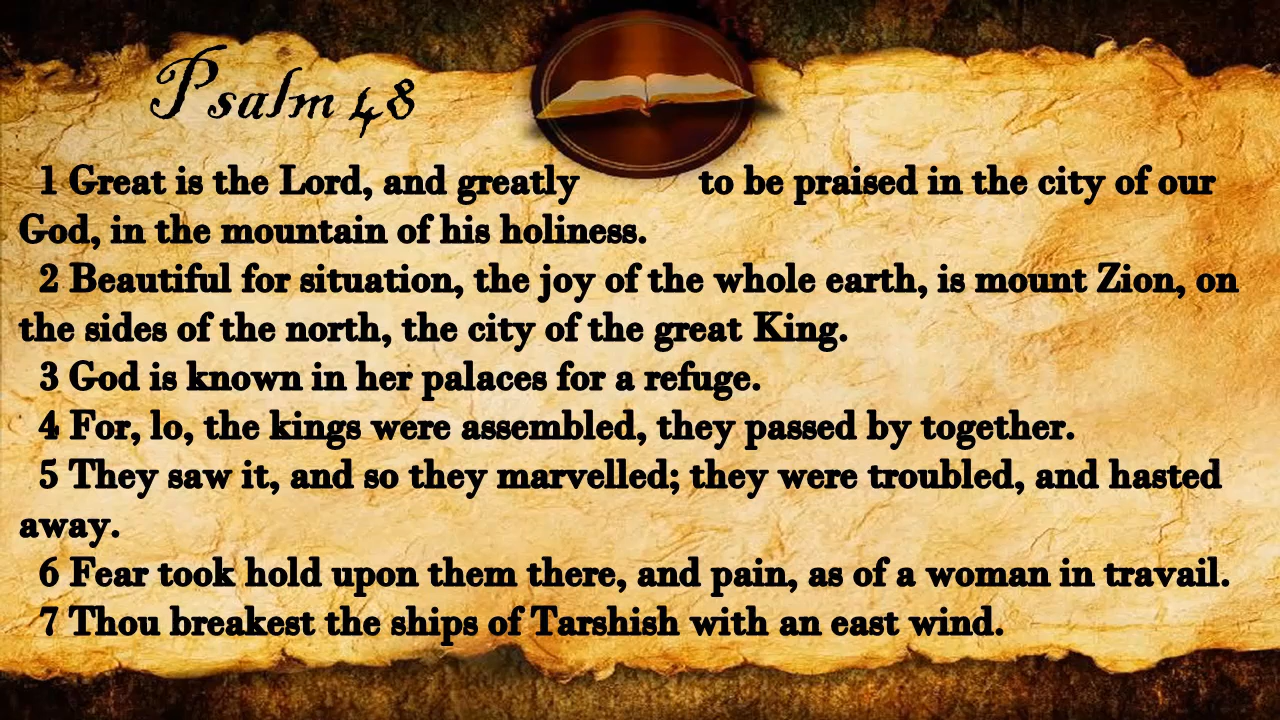 Psalm 48
1 Great is the Lord, and greatly to be praised in the city of our
God, in the mountain of his holiness.
2 Beautiful for situation, the joy of the whole earth, is mount Zion, on
the sides of the north, the city of the great King.
3 God is known in her palaces for a refuge.
4 For, lo, the kings were assembled, they passed by together.
5 They saw it, and so they marvelled; they were troubled, and hasted
away.
6 Fear took hold upon them there, and pain, as of a woman in travail.
7 Thou breakest the ships of Tarshish with an east wind.